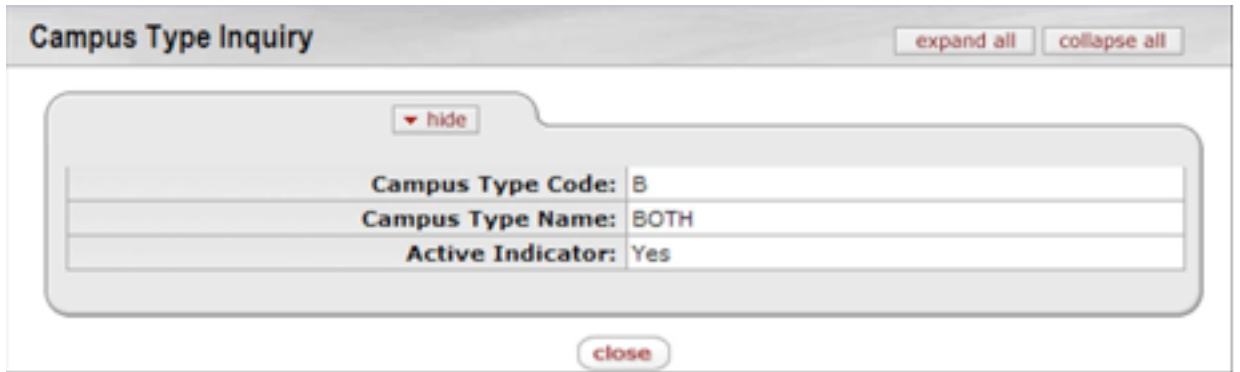 Campus Type Inquiry expand all collapse all
hide
Campus Type Code: B
Campus Type Name: BOTH
Active Indicator: Yes
close